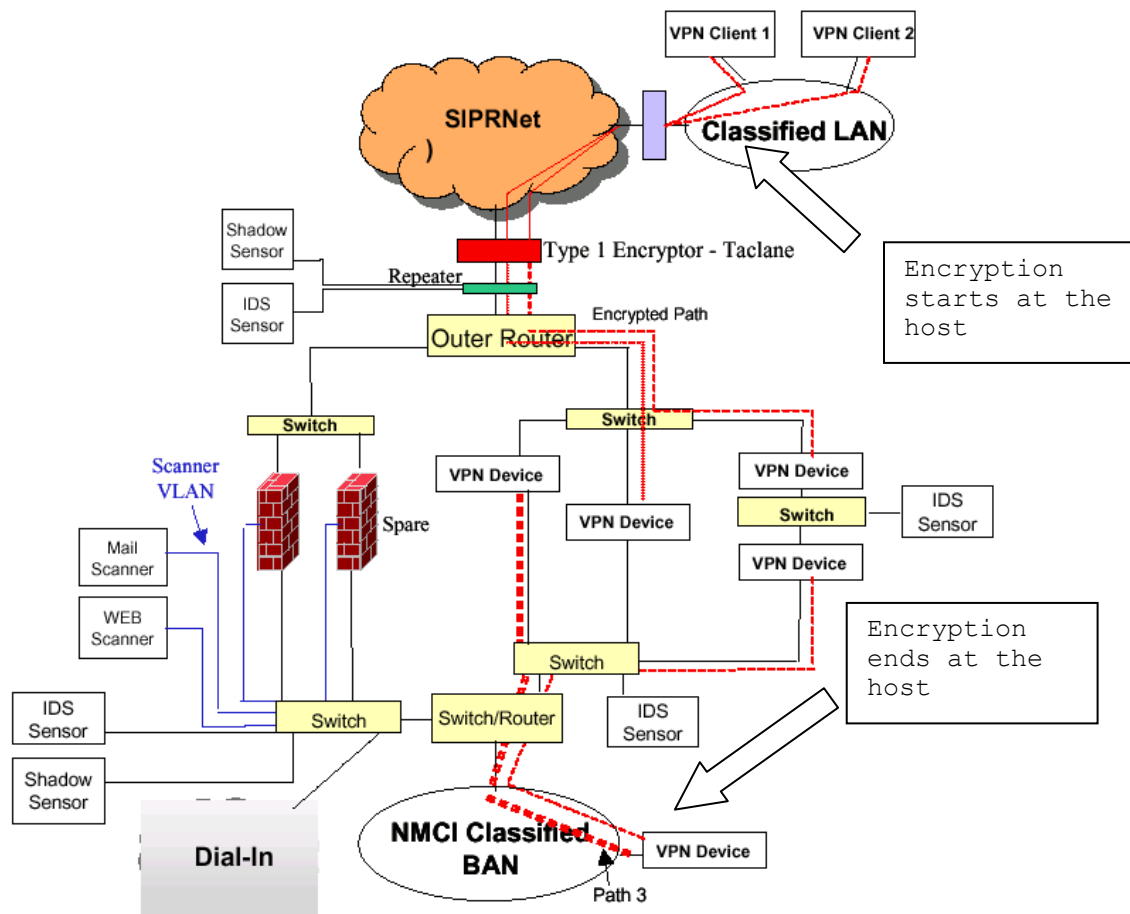 VPN Client 1
VPN Client 2
SIPRNet
)
Classified LAN
Shadow
Sensor
Type 1 Encryptor - Taclane
Repeater
IDS
Sensor
Encryption
starts at the
host
Encrypted Path
Outer Router
Switch
Switch
Scanner
VLAN
VPN Device
VPN Device
Spare
VPN Device
Switch
IDS
Sensor
Mail
Scanner
VPN Device
WEB
Scanner
Encryption
ends at the
host
Switch
IDS
Sensor
Switch
Switch/Router
IDS
Sensor
Shadow
Sensor
NMCI Classified
BAN
VPN Device
Dial-In
Path 3